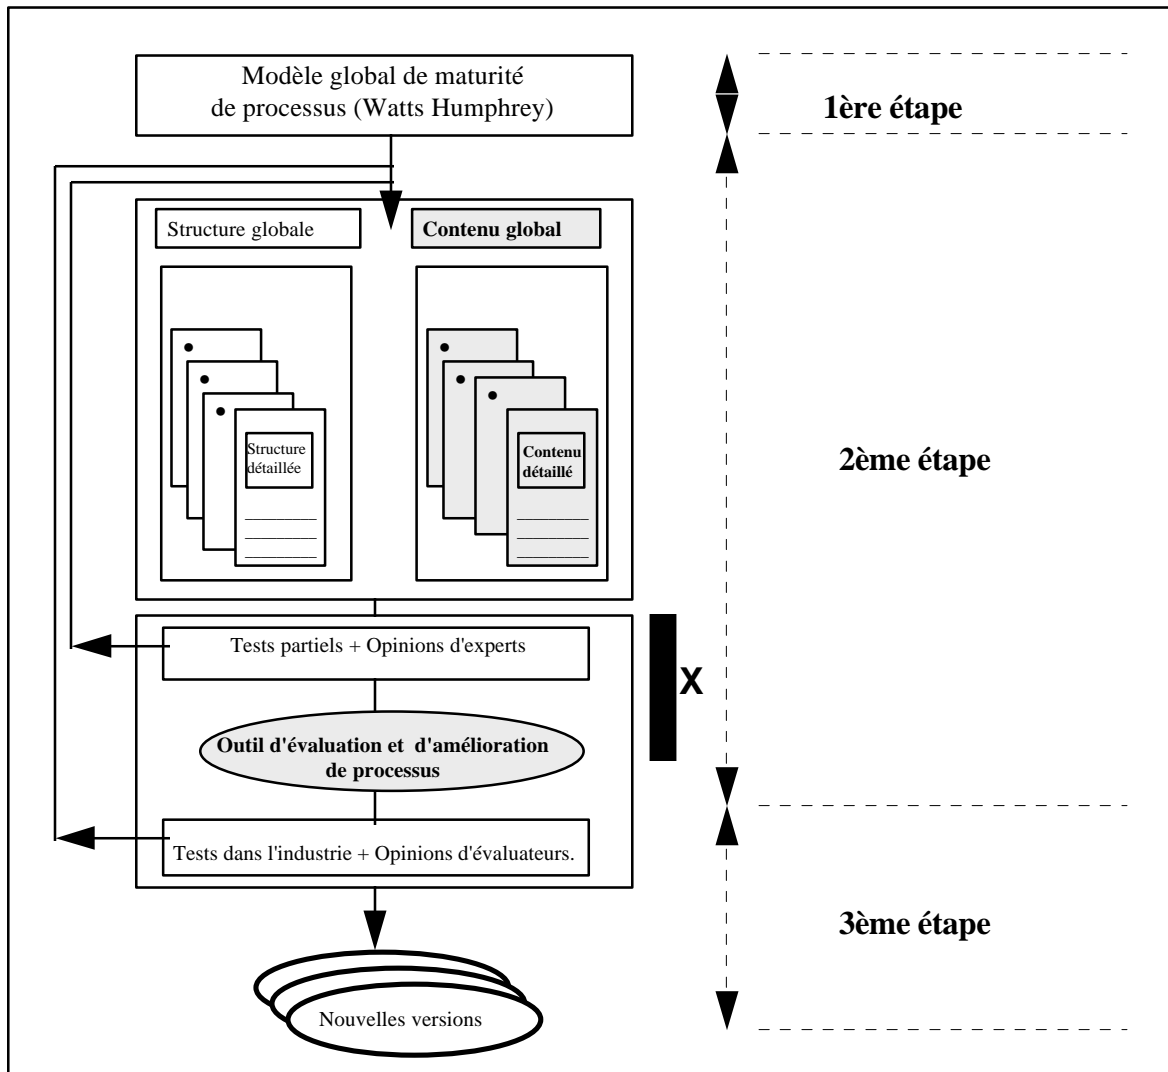 Modèle global de maturité
de processus (Watts Humphrey)
1ère étape
Structure globale
Contenu global
Structure
détaillée
Contenu
détaillé
2ème étape
Tests partiels + Opinions d'experts
X
Outil d'évaluation et d'amélioration
de processus
Tests dans l'industrie + Opinions d'évaluateurs.
3ème étape
Nouvelles versions